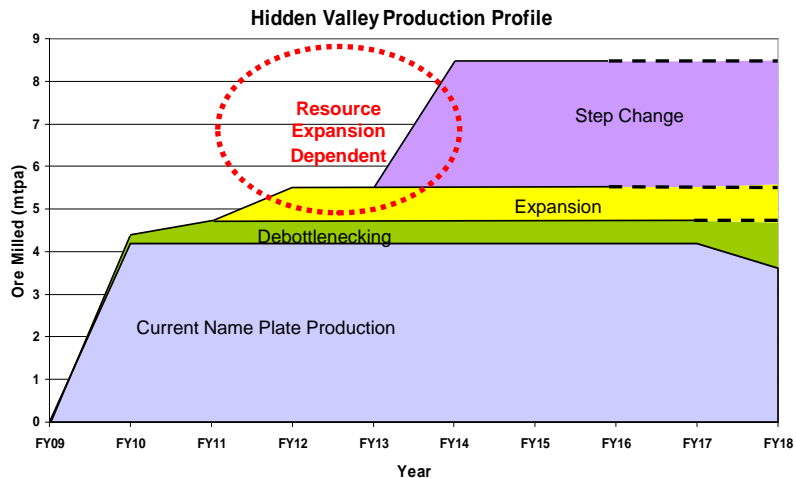 Hidden Valley Production Profile
9
8
7
6
5
4
3
2
1
0
Ore Milled (mtpa)
Resource
Expansion
Dependent
Step Change
Expansion
Debottlenecking
Current Name Plate Production
FY09 FY10 FY11 FY12 FY13 FY14 FY15 FY16 FY17 FY18
Year